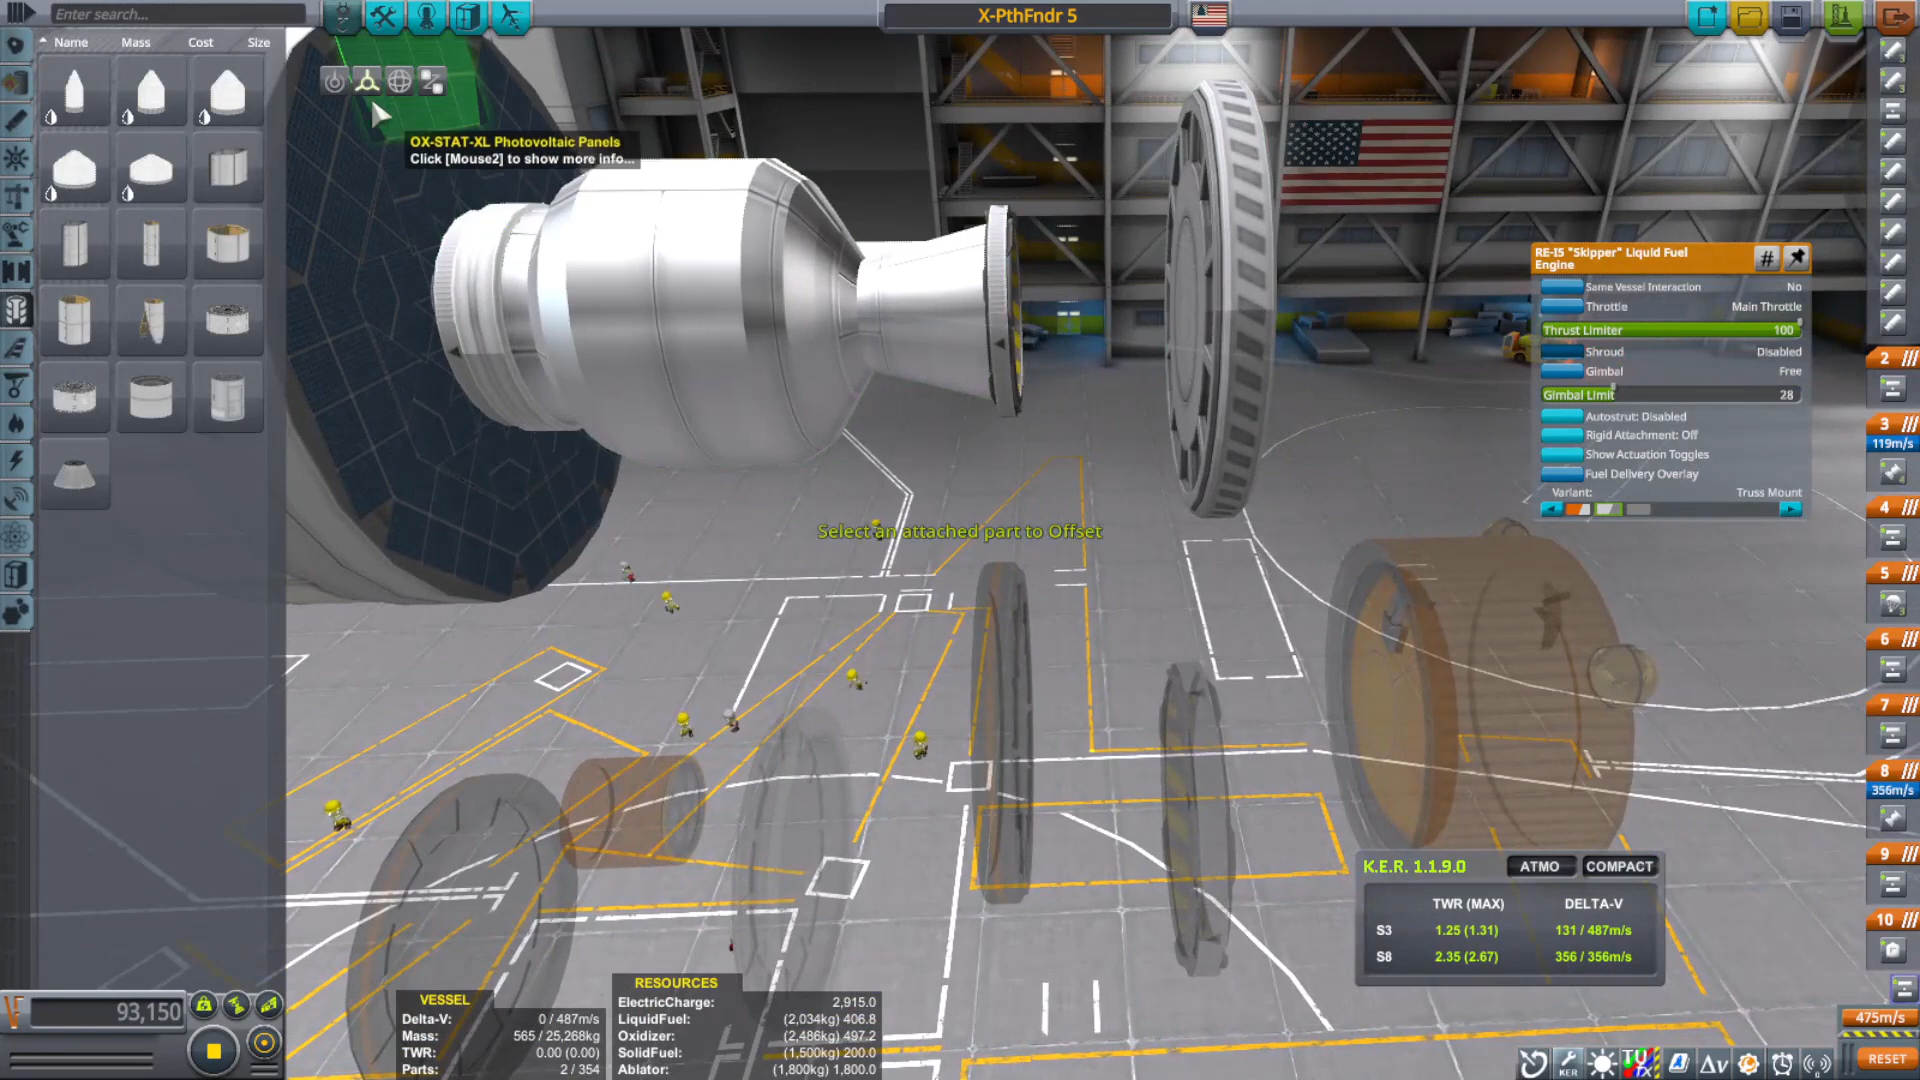 Enter search...
X-PthFndr 5
Name Mass Cost Size
OX-STAT-XL Photovoltaic Panels
Click [Mouse2] to show more info...
RE-I5 "Skipper" Liquid Fuel
Engine
#
Same Vessel Interaction No
Throttle Main Throttle
Thrust Limiter 100
Shroud Disabled
Gimbal Free
Gimbal Limit 28
Autostrut: Disabled
Rigid Attachment: Off
Show Actuation Toggles
Fuel Delivery Overlay
Variant: Truss Mount
Select an attached part to Offset
3
3
2
3
119m/s
4
4
5
3
6
7
8
356m/s
9
10
475m/s
RESET
K.E.R. 1.1.9.0 ATMO COMPACT
TWR (MAX) DELTA-V
S3 1.25 (1.31) 131 / 487m/s
S8 2.35 (2.67) 356 / 356m/s
93,150
VESSEL
Delta-V: 0 / 487m/s
Mass: 565 / 25,268kg
TWR: 0.00 (0.00)
Parts: 2 / 354
RESOURCES
ElectricCharge: 2,915.0
LiquidFuel: (2,034kg) 406.8
Oxidizer: (2,486kg) 497.2
SolidFuel: (1,500kg) 200.0
Ablator: (1,800kg) 1,800.0
KER
TU
Δv